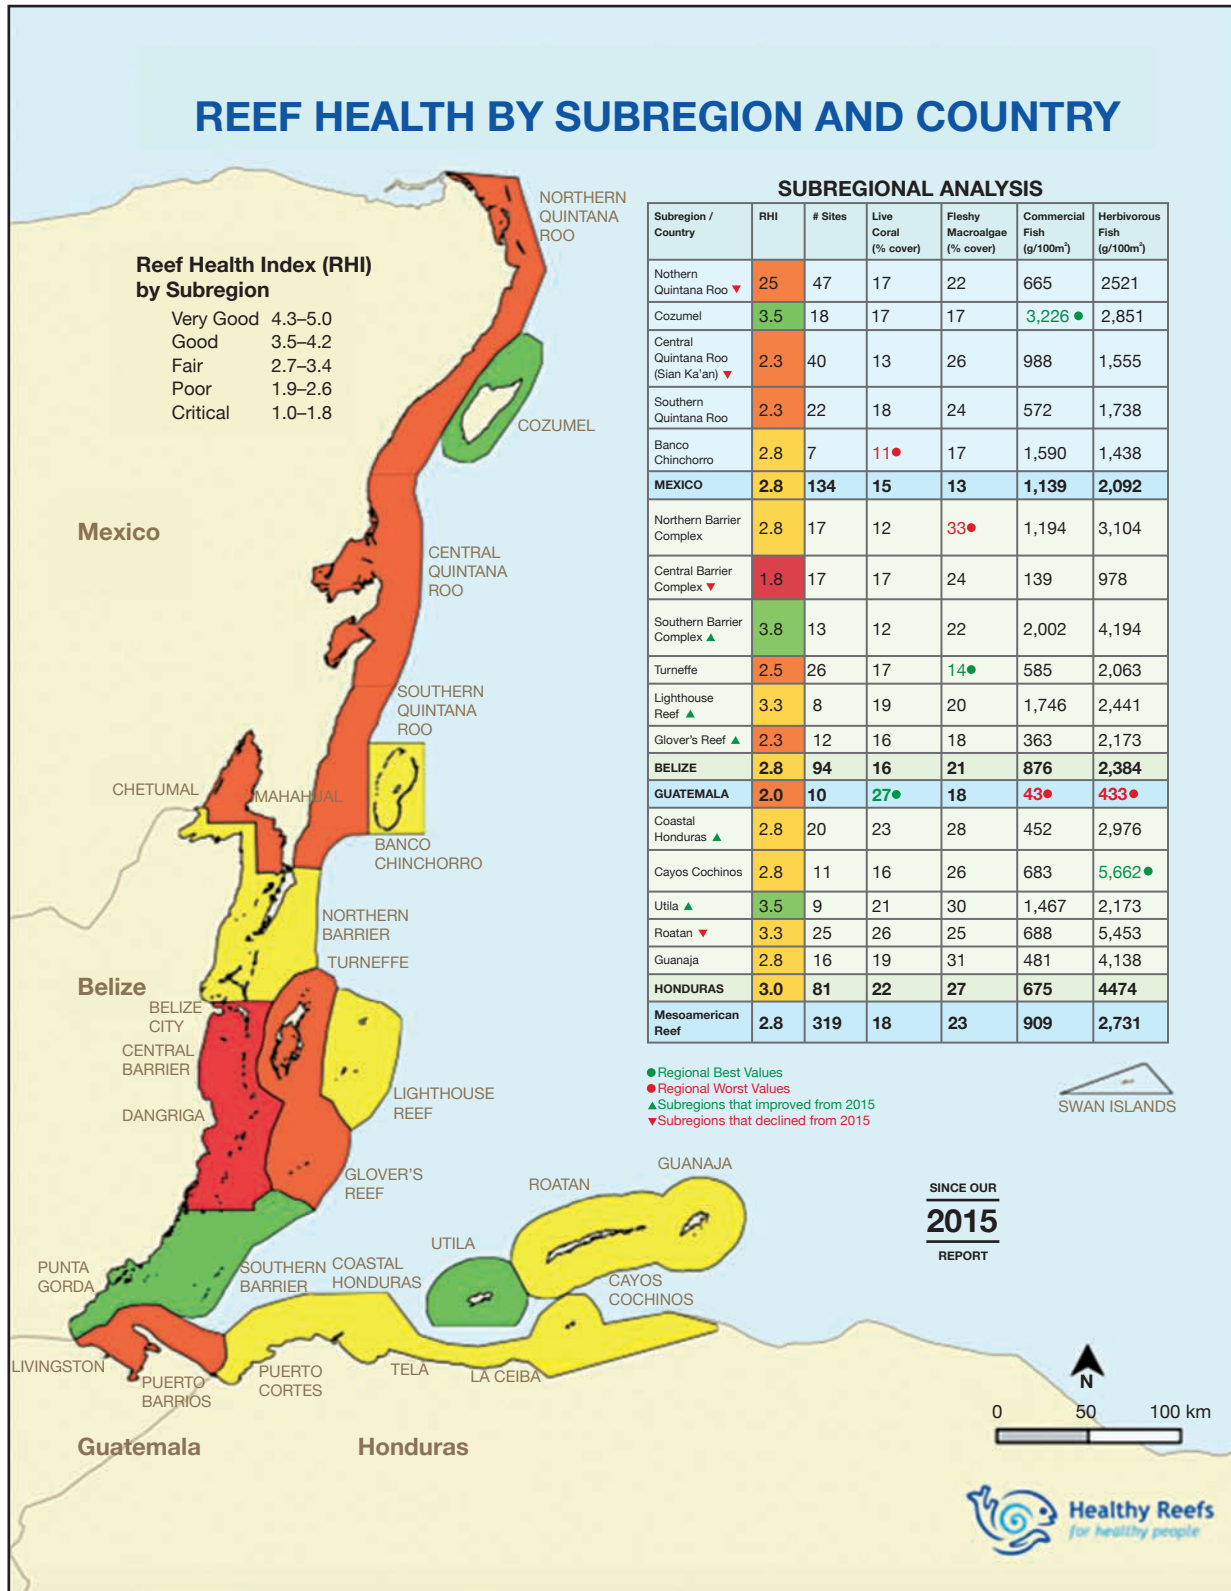 REEF HEALTH BY SUBREGION AND COUNTRY
Reef Health Index (RHI)
by Subregion
Very Good 4.3–5.0
Good 3.5–4.2
Fair 2.7–3.4
Poor 1.9–2.6
Critical 1.0–1.8
NORTHERN
QUINTANA
ROO
COZUMEL
Mexico
CENTRAL
QUINTANA
ROO
SOUTHERN
QUINTANA
ROO
CHETUMAL
MAHAHUAL
BANCO
CHINCHORRO
NORTHERN
BARRIER
TURNEFFE
Belize
BELIZE
CITY
CENTRAL
BARRIER
DANGRIGA
LIGHTHOUSE
REEF
GLOVER'S
REEF
GUANAJA
ROATAN
UTILA
PUNTA
GORDA
SOUTHERN
BARRIER
COASTAL
HONDURAS
CAYOS
COCHINOS
LIVINGSTON
PUERTO
BARRIOS
PUERTO
CORTES
TELA
LA CEIBA
Guatemala
Honduras
SUBREGIONAL ANALYSIS
Subregion / Country RHI # Sites Live Coral (% cover) Fleshy Macroalgae (% cover) Commercial Fish (g/100m²) Herbivorous Fish (g/100m²)
Nothern Quintana Roo ▼ 25 47 17 22 665 2521
Cozumel 3.5 18 17 17 3,226 ● 2,851
Central Quintana Roo (Sian Ka'an) ▼ 2.3 40 13 26 988 1,555
Southern Quintana Roo 2.3 22 18 24 572 1,738
Banco Chinchorro 2.8 7 11● 17 1,590 1,438
MEXICO 2.8 134 15 13 1,139 2,092
Northern Barrier Complex 2.8 17 12 33● 1,194 3,104
Central Barrier Complex ▼ 1.8 17 17 24 139 978
Southern Barrier Complex ▲ 3.8 13 12 22 2,002 4,194
Turneffe 2.5 26 17 14● 585 2,063
Lighthouse Reef ▲ 3.3 8 19 20 1,746 2,441
Glover's Reef ▲ 2.3 12 16 18 363 2,173
BELIZE 2.8 94 16 21 876 2,384
GUATEMALA 2.0 10 27● 18 43● 433●
Coastal Honduras ▲ 2.8 20 23 28 452 2,976
Cayos Cochinos 2.8 11 16 26 683 5,662●
Utila ▲ 3.5 9 21 30 1,467 2,173
Roatan ▼ 3.3 25 26 25 688 5,453
Guanaja 2.8 16 19 31 481 4,138
HONDURAS 3.0 81 22 27 675 4474
Mesoamerican Reef 2.8 319 18 23 909 2,731
●Regional Best Values
●Regional Worst Values
▲Subregions that improved from 2015
▼Subregions that declined from 2015
SWAN ISLANDS
SINCE OUR
2015
REPORT
N
0 50 100 km
Healthy Reefs
for healthy people